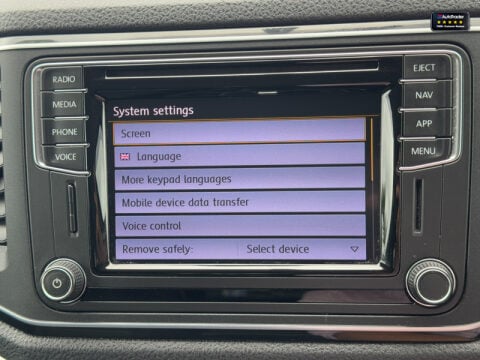 AutoTrader
RADIO
MEDIA
PHONE
VOICE
EJECT
NAV
APP
MENU
System settings
Screen
Language
More keypad languages
Mobile device data transfer
Voice control
Remove safely: Select device